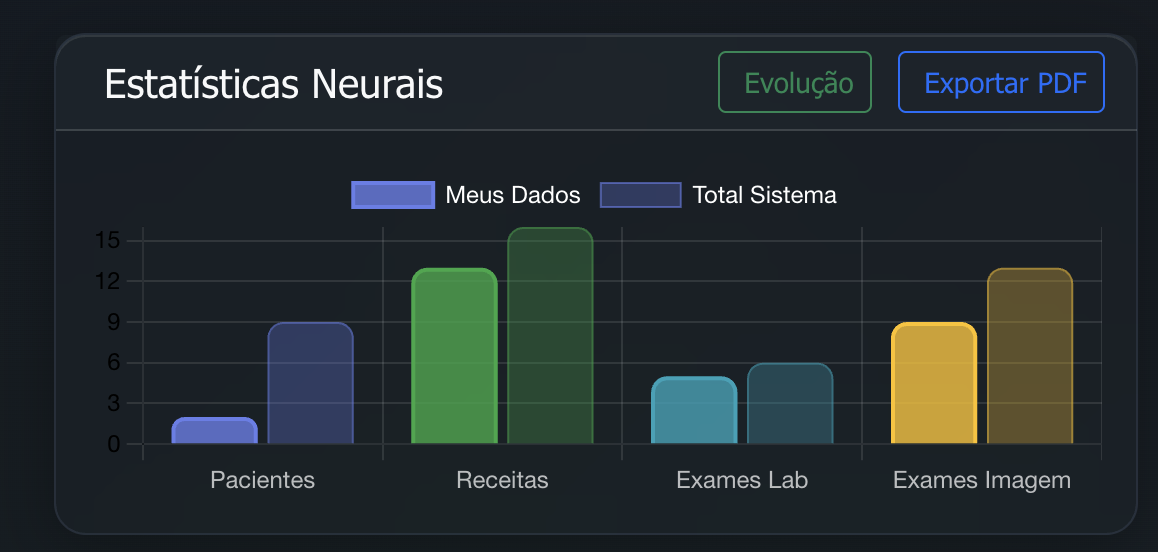 Estatísticas Neurais
Evolução
Exportar PDF
Meus Dados
Total Sistema
15
12
9
6
3
0
Pacientes
Receitas
Exames Lab
Exames Imagem